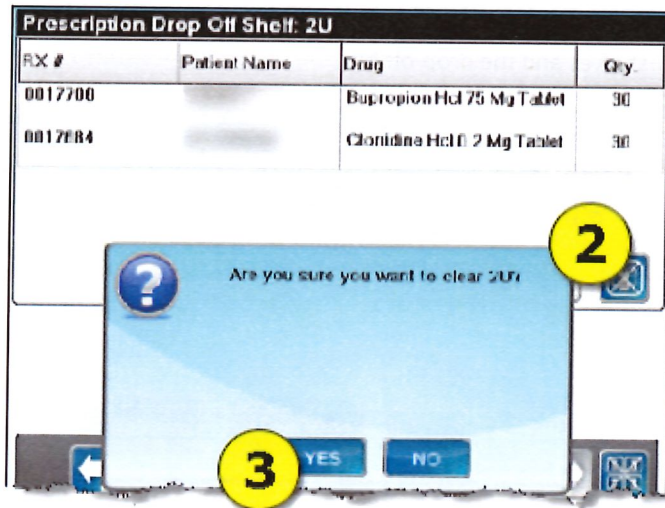 Prescription Drop Off Shelf: 2U
RX # Patient Name Drug Qty.
0017700 Bupropion Hcl 75 Mg Tablet 30
0017684 Clonidine Hcl 0.2 Mg Tablet 30
2
Are you sure you want to clear 2U?
3 YES NO